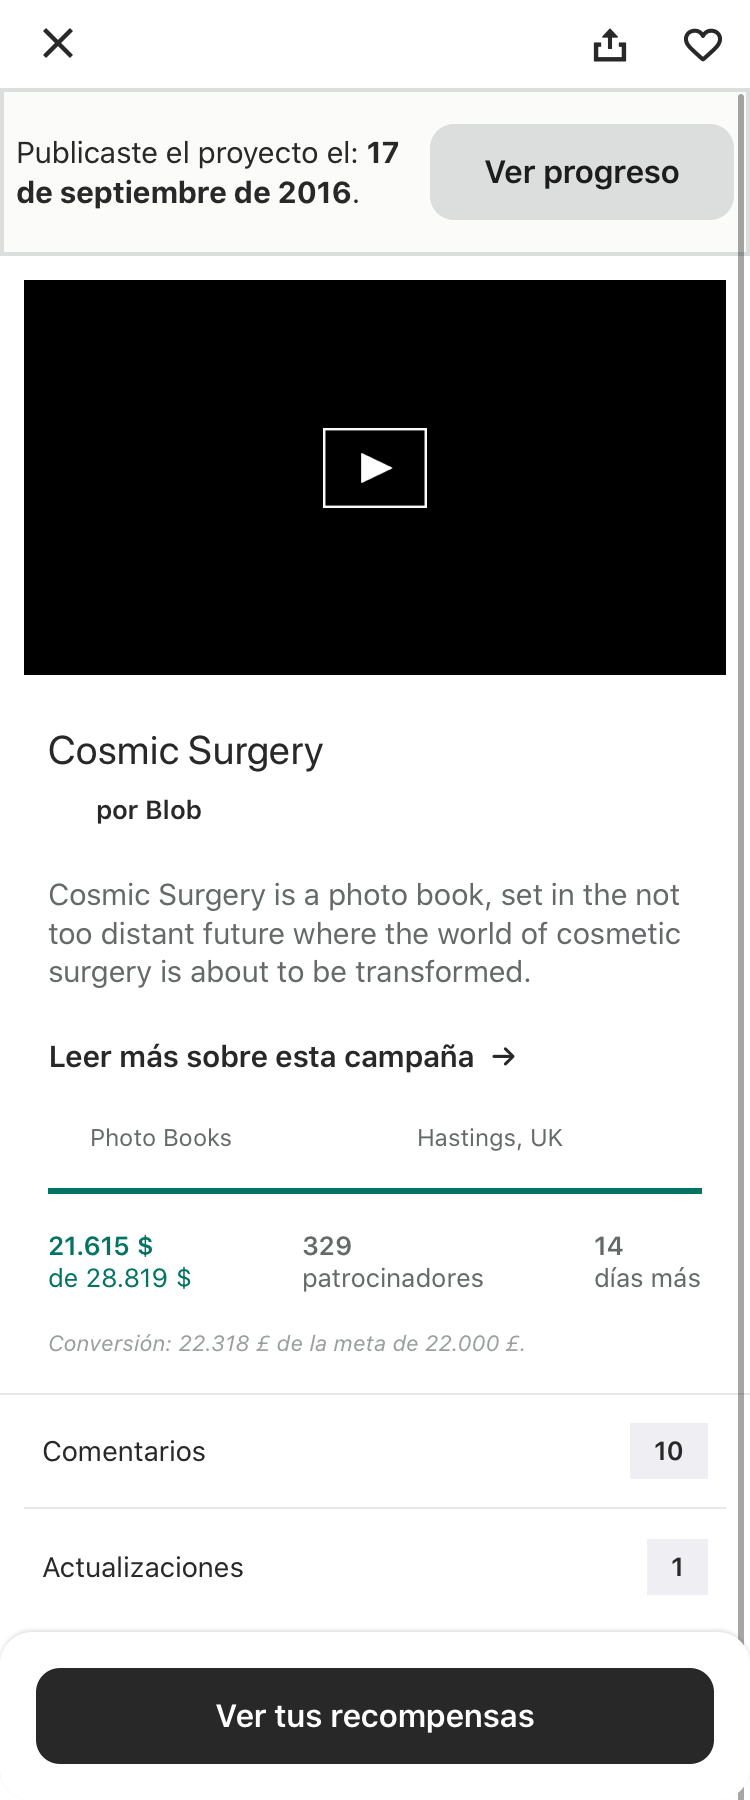 Publicaste el proyecto el: 17
de septiembre de 2016.
Ver progreso
Cosmic Surgery
por Blob
Cosmic Surgery is a photo book, set in the not
too distant future where the world of cosmetic
surgery is about to be transformed.
Leer más sobre esta campaña →
Photo Books
Hastings, UK
21.615 $
de 28.819 $
329
patrocinadores
14
días más
Conversión: 22.318 £ de la meta de 22.000 £.
Comentarios
10
Actualizaciones
1
Ver tus recompensas